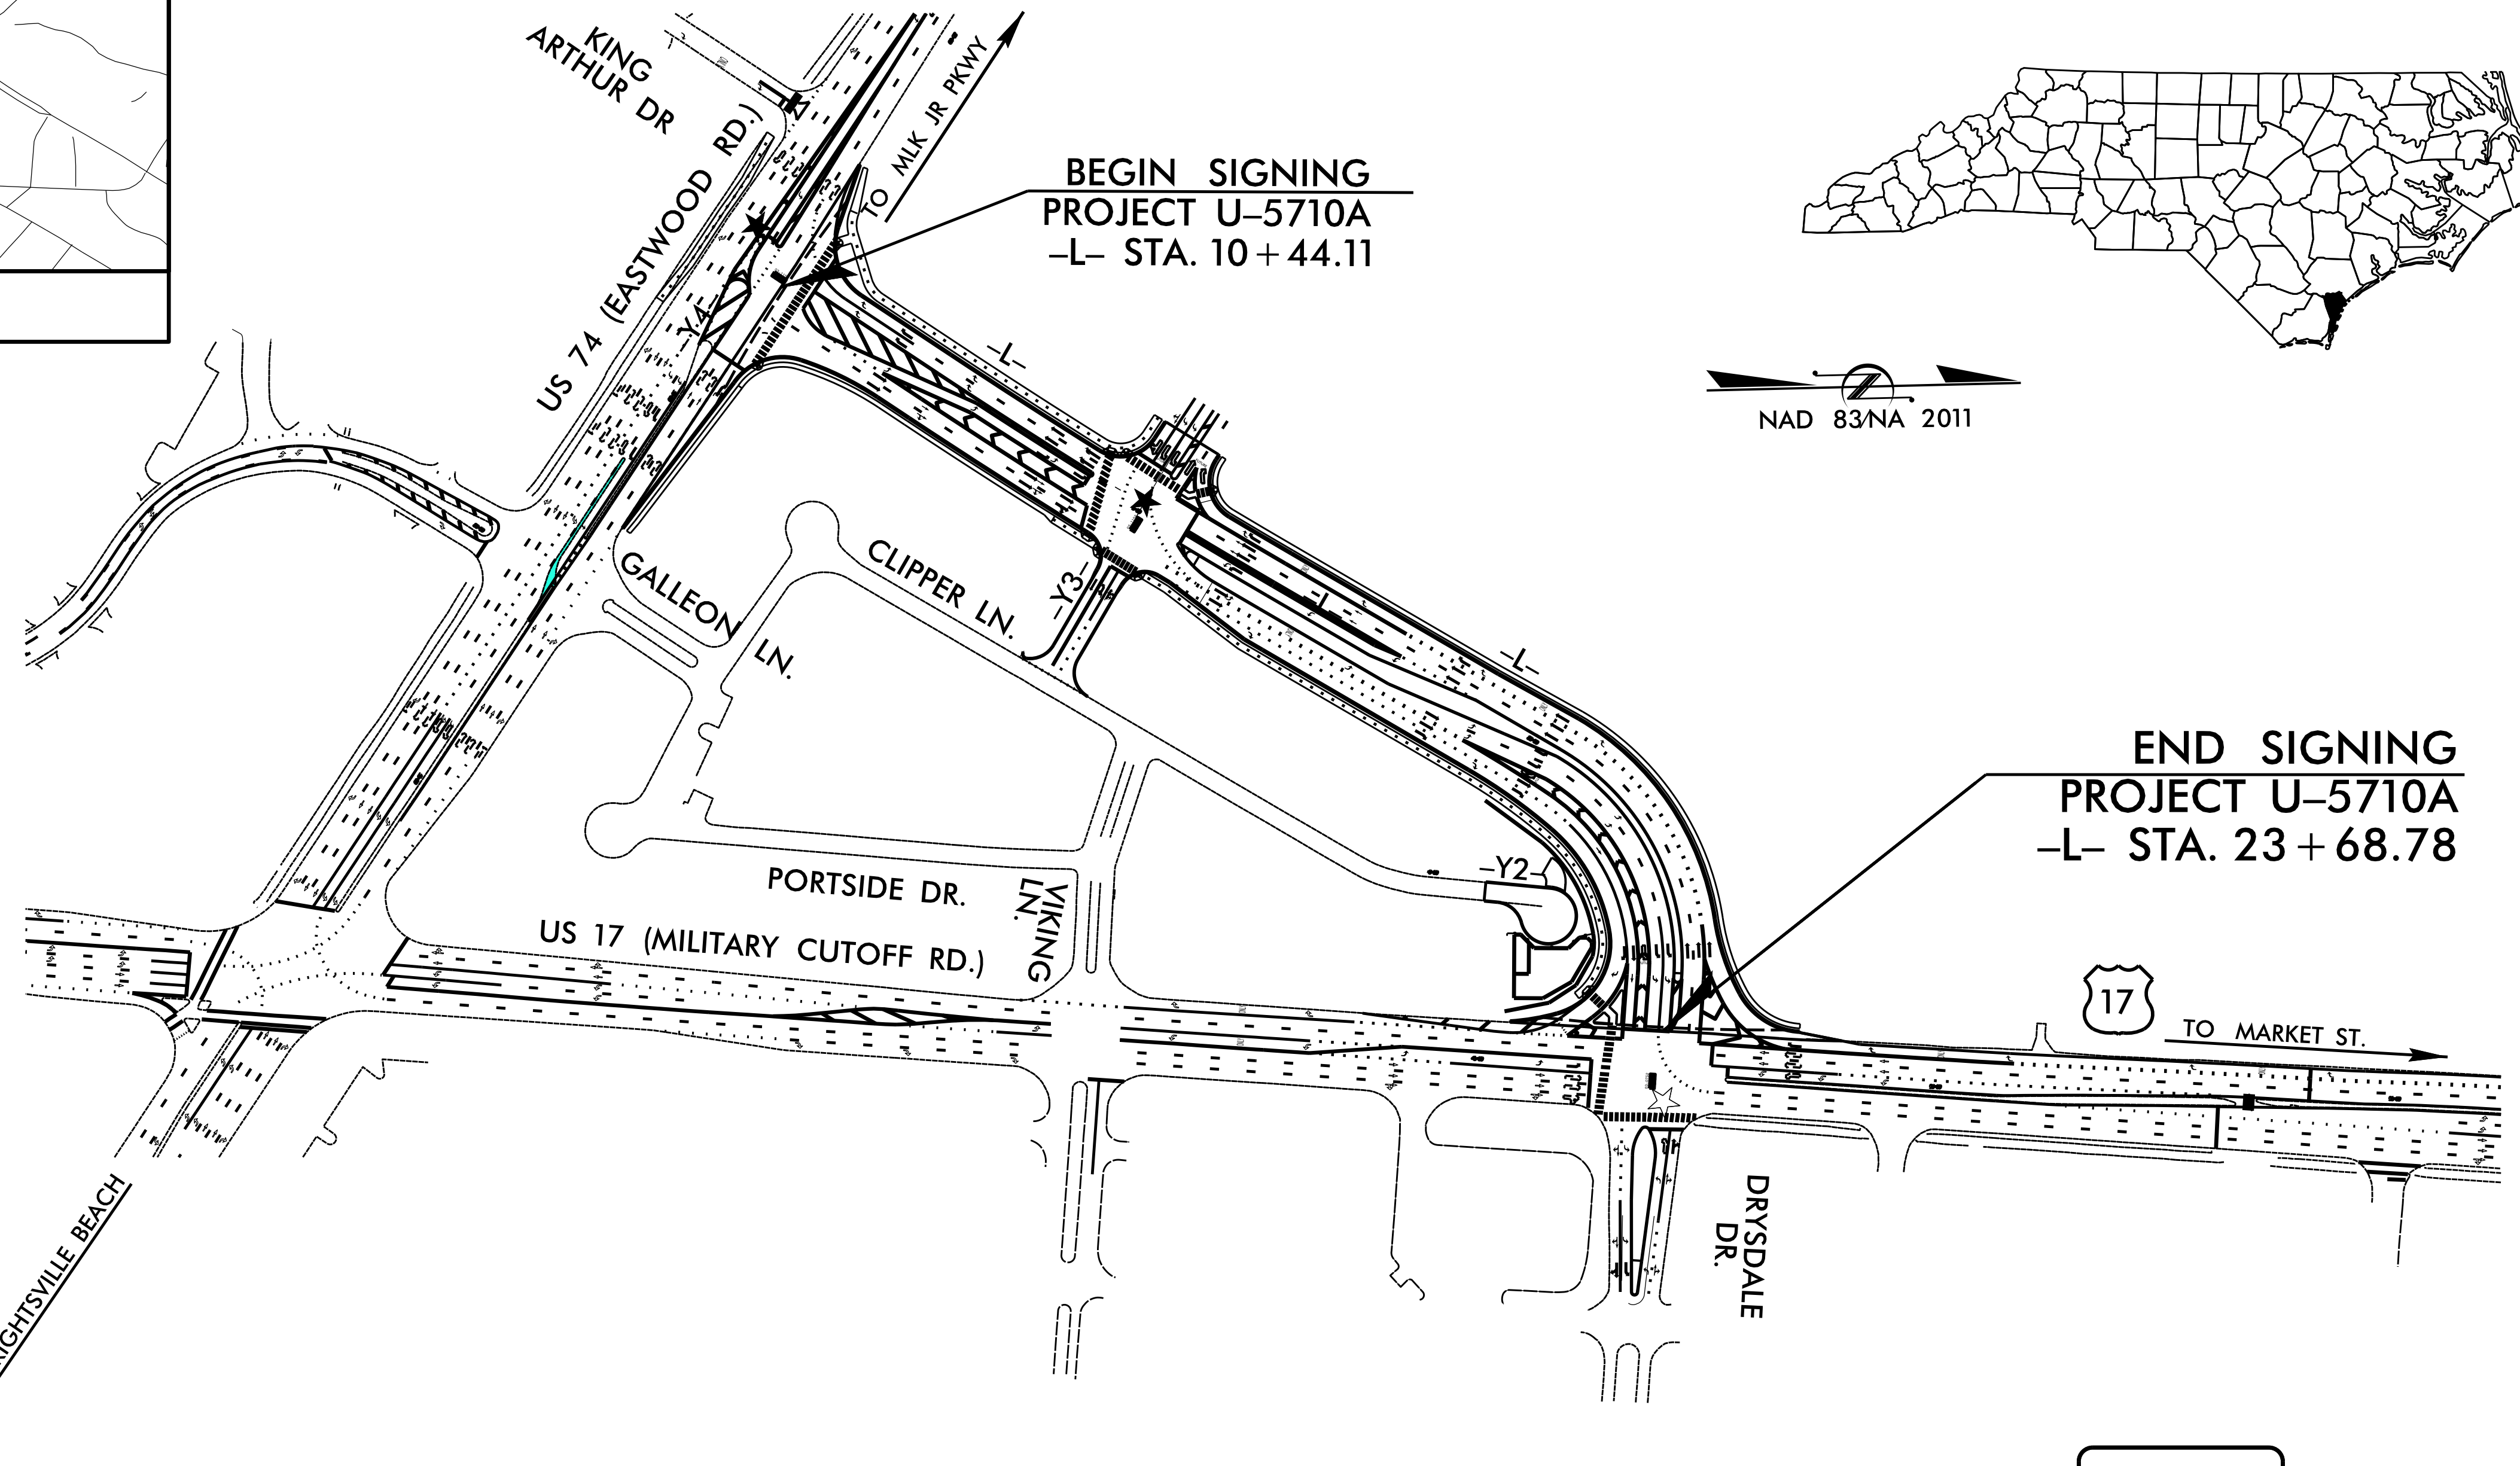 KING
ARTHUR DR
TO MLK JR PKWY
US 74 (EASTWOOD RD.)
BEGIN SIGNING
PROJECT U–5710A
–L– STA. 10+44.11
NAD 83/NA 2011
–Y4–
–L–
CLIPPER LN.
–Y3–
GALLEON
LN.
–L–
–L–
END SIGNING
PROJECT U–5710A
–L– STA. 23+68.78
–Y2–
PORTSIDE DR.
VIKING
LN.
US 17 (MILITARY CUTOFF RD.)
17
TO MARKET ST.
DRYSDALE
DR.
BEACH